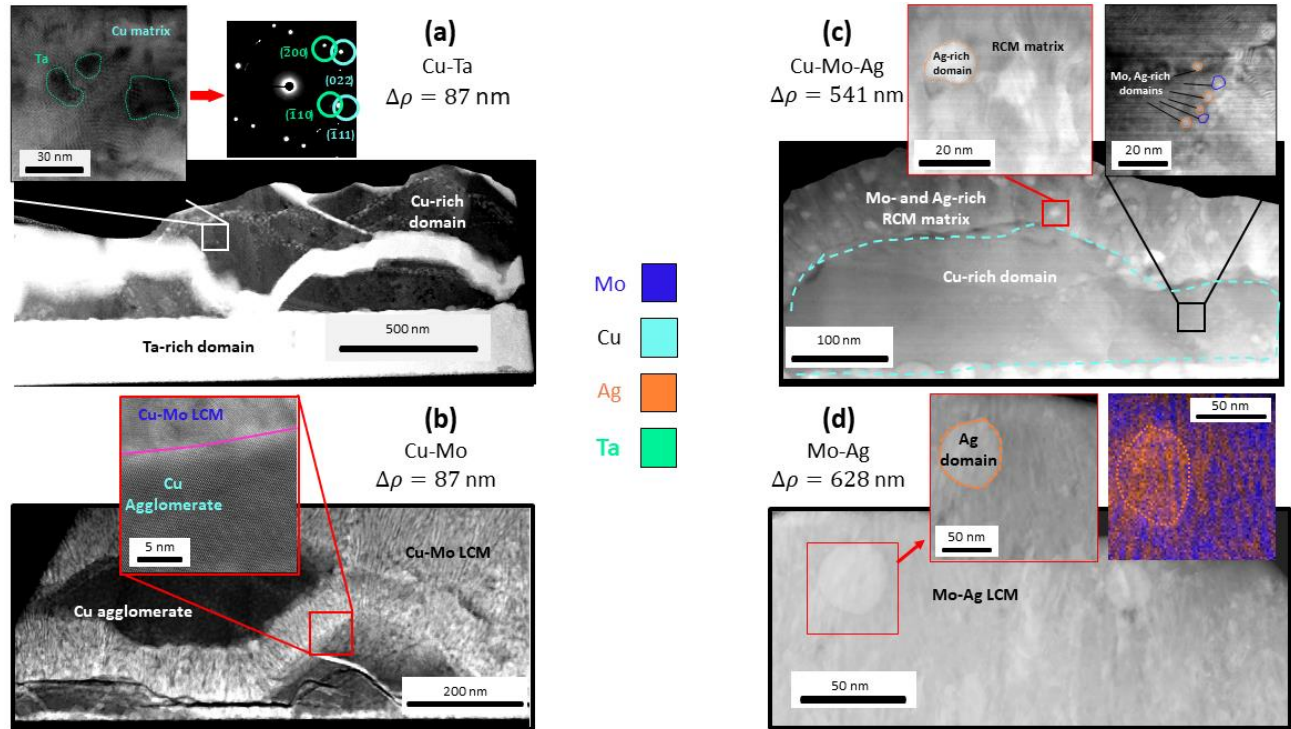 (a)
Cu-Ta
Δρ = 87 nm
Cu matrix
Ta
30 nm
(2̅00)
(022)
(1̅10)
(1̅11)
Cu-rich
domain
Ta-rich domain
500 nm
(b)
Cu-Mo
Δρ = 87 nm
Cu-Mo LCM
Cu
Agglomerate
5 nm
Cu-Mo LCM
Cu agglomerate
200 nm
Mo
Cu
Ag
Ta
(c)
Cu-Mo-Ag
Δρ = 541 nm
Ag-rich
domain
RCM matrix
20 nm
Mo, Ag-rich
domains
20 nm
Mo- and Ag-rich
RCM matrix
Cu-rich domain
100 nm
(d)
Mo-Ag
Δρ = 628 nm
Ag
domain
50 nm
50 nm
Mo-Ag LCM
50 nm